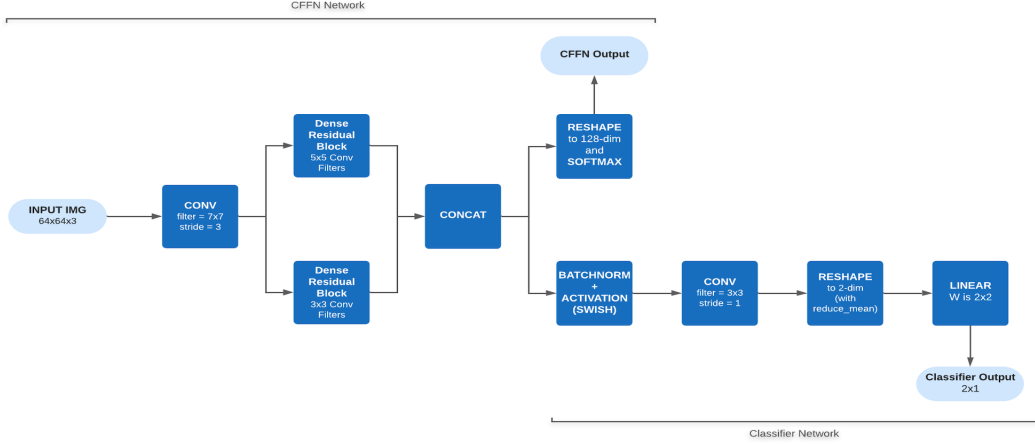 CFFN Network
CFFN Output
Dense
Residual
Block
5x5 Conv
Filters
RESHAPE
to 128-dim
and
SOFTMAX
INPUT IMG
64x64x3
CONV
filter = 7x7
stride = 3
CONCAT
Dense
Residual
Block
3x3 Conv
Filters
BATCHNORM
+
ACTIVATION
(SWISH)
CONV
filter = 3x3
stride = 1
RESHAPE
to 2-dim
(with
reduce_mean)
LINEAR
W is 2x2
Classifier Output
2x1
Classifier Network